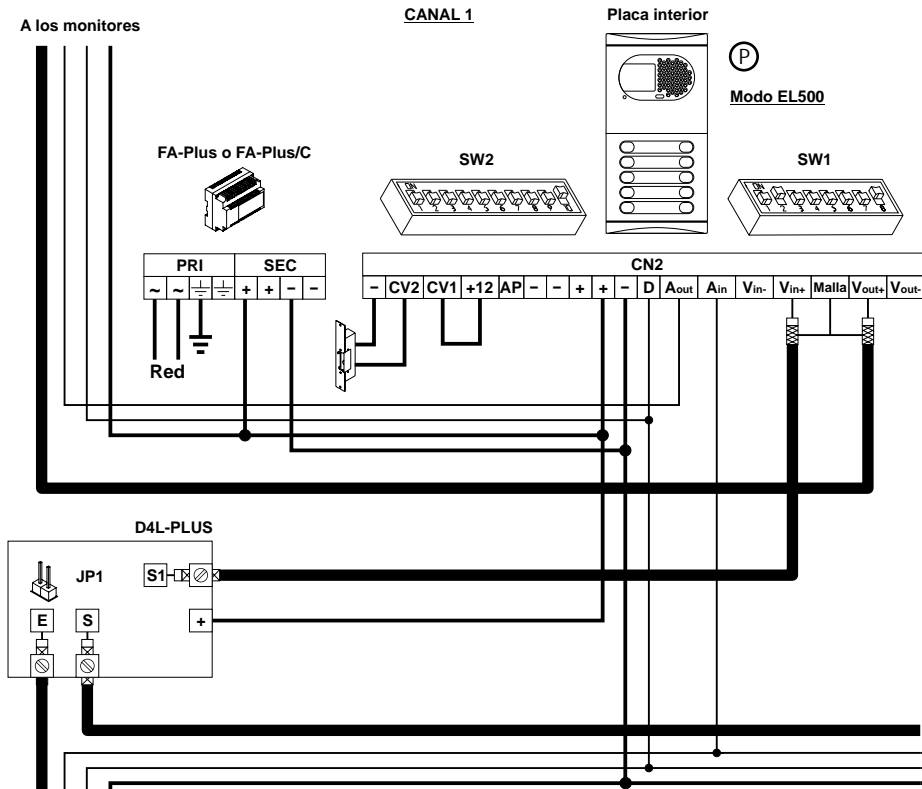 CANAL 1
Placa interior
A los monitores
P
Modo EL500
FA-Plus o FA-Plus/C
SW2
SW1
ON
1 2 3 4 5 6 7 8 9
ON
1 2 3 4 5 6 7 8
PRI SEC
~ ~ + + − −
CN2
− CV2 CV1 +12 AP − − + + − D Aout Ain Vin- Vin+ Malla Vout+ Vout-
Red
D4L-PLUS
JP1
S1
E S
+